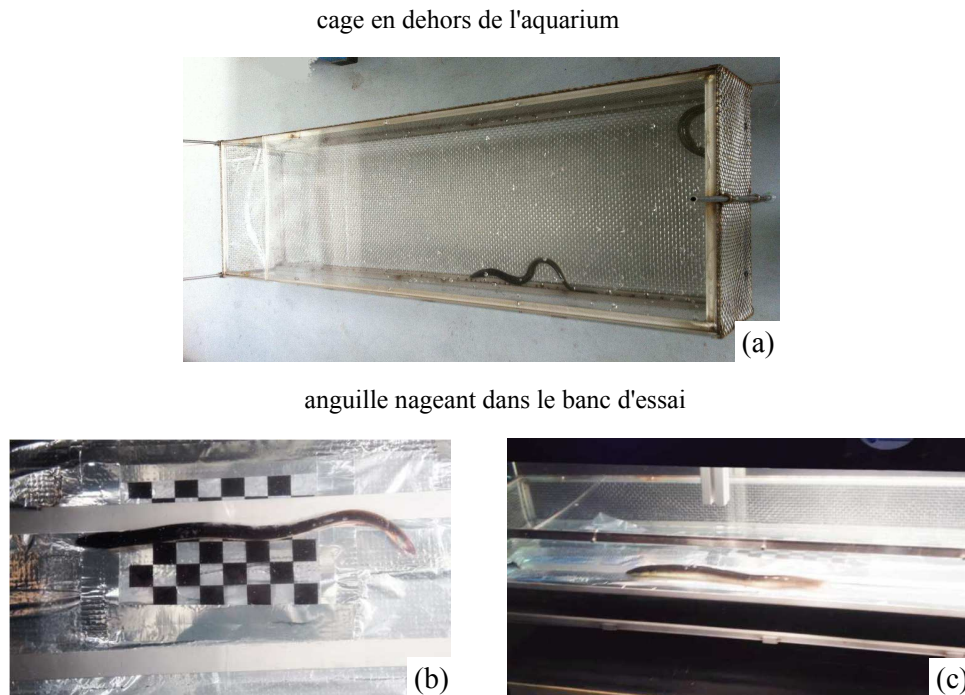 cage en dehors de l'aquarium
(a)
anguille nageant dans le banc d'essai
(b)
(c)